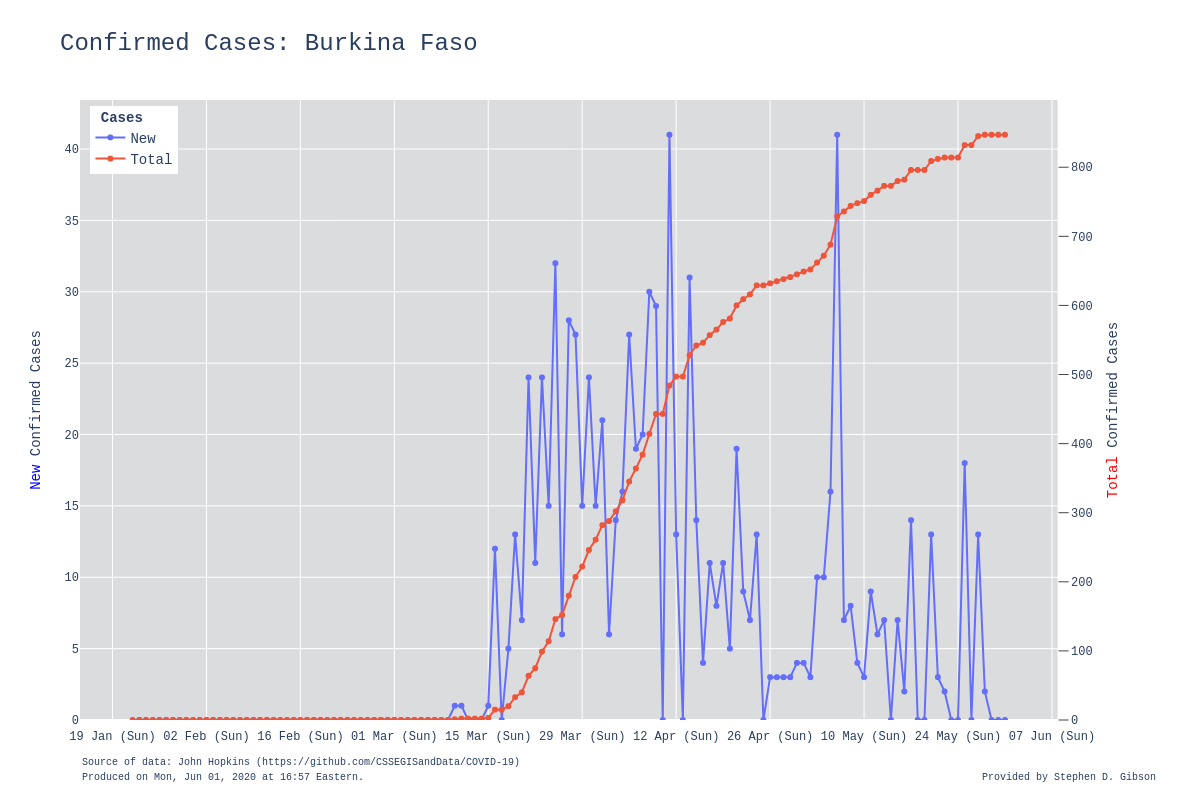 Confirmed Cases: Burkina Faso
Cases
New
Total
40
35
30
25
20
15
10
5
0
New Confirmed Cases
800
700
600
500
400
300
200
100
0
Total Confirmed Cases
19 Jan (Sun) 02 Feb (Sun) 16 Feb (Sun) 01 Mar (Sun) 15 Mar (Sun) 29 Mar (Sun) 12 Apr (Sun) 26 Apr (Sun) 10 May (Sun) 24 May (Sun) 07 Jun (Sun)
Source of data: John Hopkins (https://github.com/CSSEGISandData/COVID-19)
Produced on Mon, Jun 01, 2020 at 16:57 Eastern.
Provided by Stephen D. Gibson